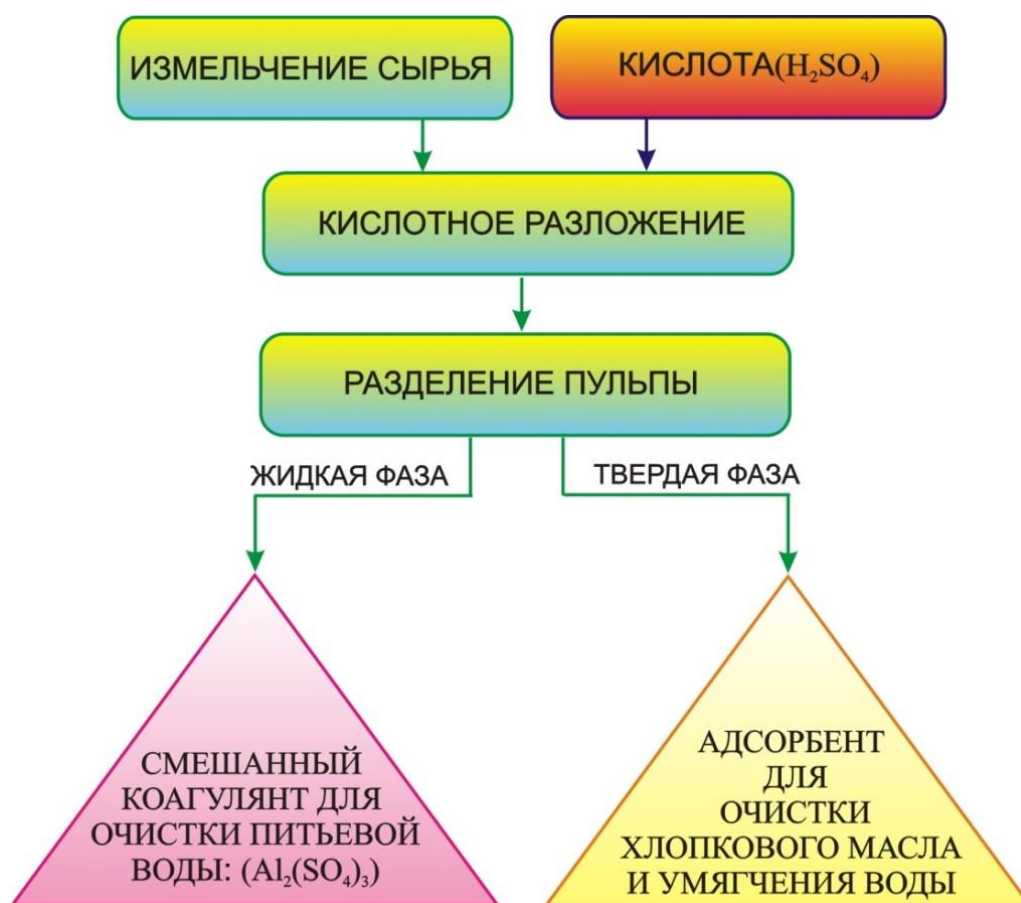 ИЗМЕЛЬЧЕНИЕ СЫРЬЯ
КИСЛОТА(H₂SO₄)
КИСЛОТНОЕ РАЗЛОЖЕНИЕ
РАЗДЕЛЕНИЕ ПУЛЬПЫ
ЖИДКАЯ ФАЗА
ТВЕРДАЯ ФАЗА
СМЕШАННЫЙ
КОАГУЛЯНТ ДЛЯ
ОЧИСТКИ ПИТЬЕВОЙ
ВОДЫ: (Al₂(SO₄)₃)
АДСОРБЕНТ
ДЛЯ
ОЧИСТКИ
ХЛОПКОВОГО МАСЛА
И УМЯГЧЕНИЯ ВОДЫ